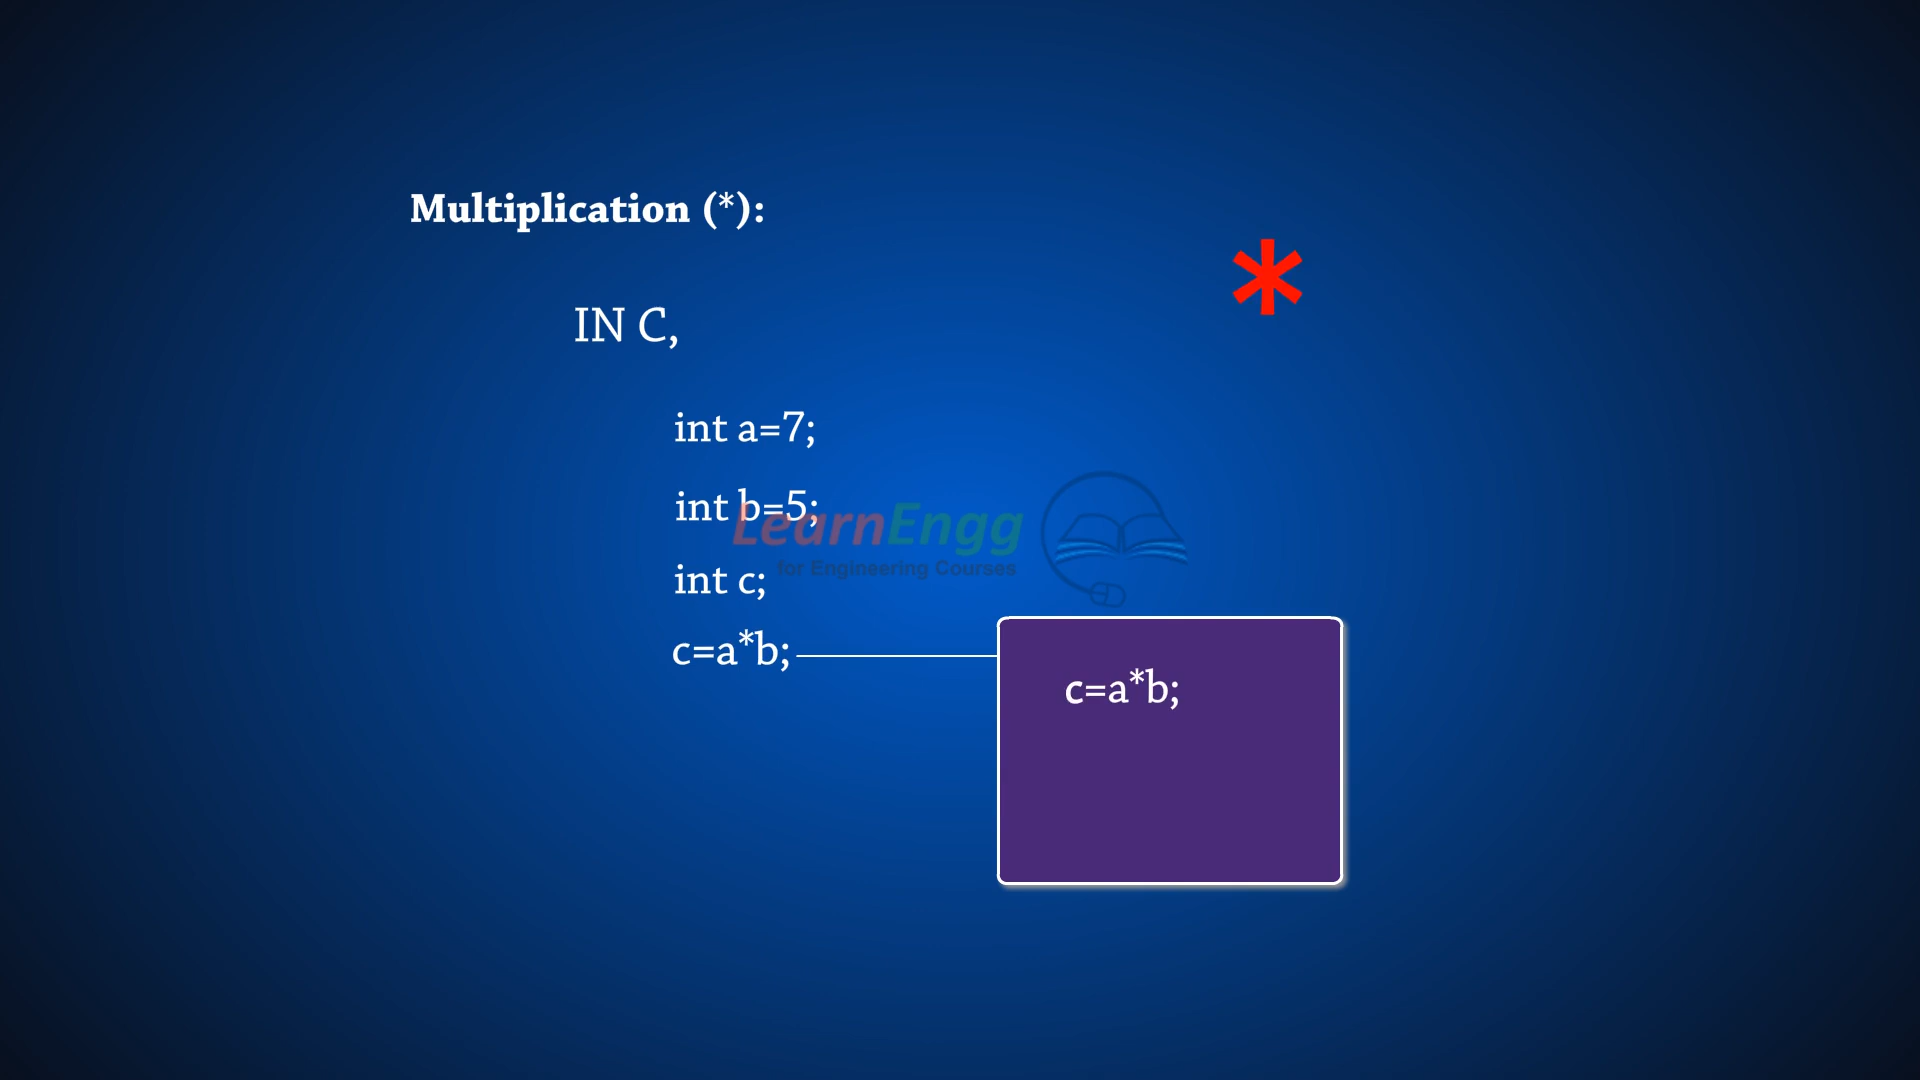 Multiplication (*):
*
IN C,
int a=7;
int b=5;
LearnEngg
for Engineering Courses
int c;
c=a*b;
c=a*b;